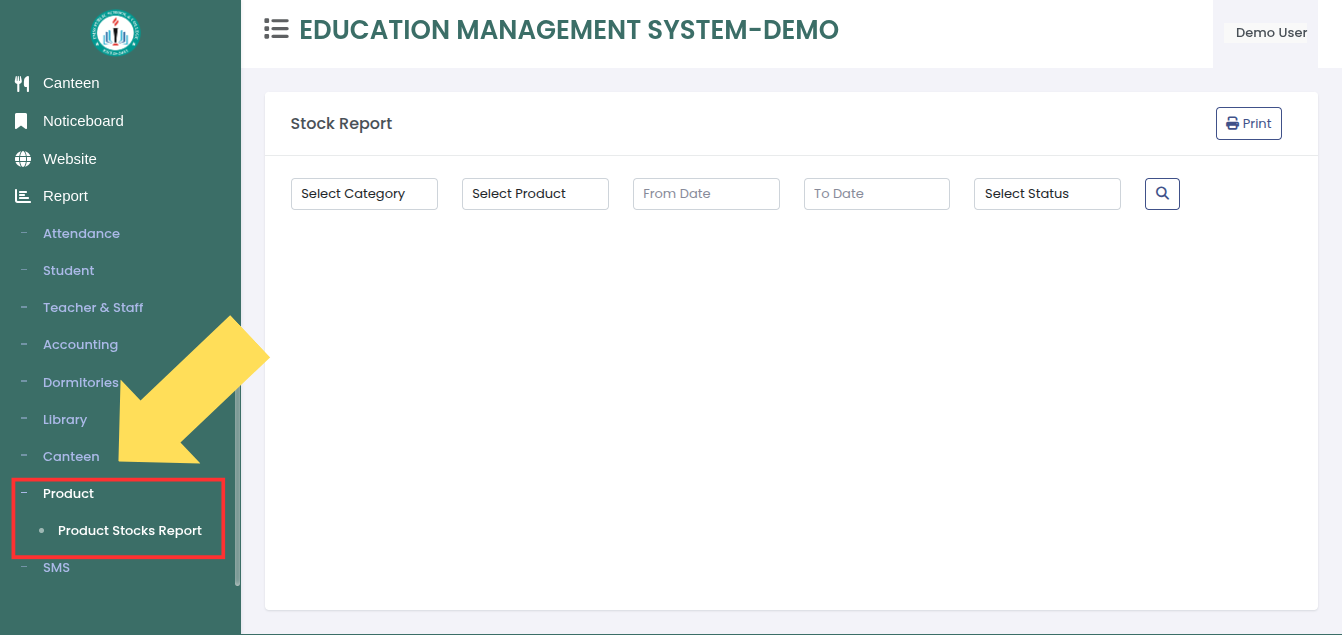 EDUCATION MANAGEMENT SYSTEM-DEMO
Demo User
Canteen
Noticeboard
Website
Report
Attendance
Student
Teacher & Staff
Accounting
Dormitories
Library
Canteen
Product
Product Stocks Report
SMS
Stock Report
Print
Select Category
Select Product
From Date
To Date
Select Status